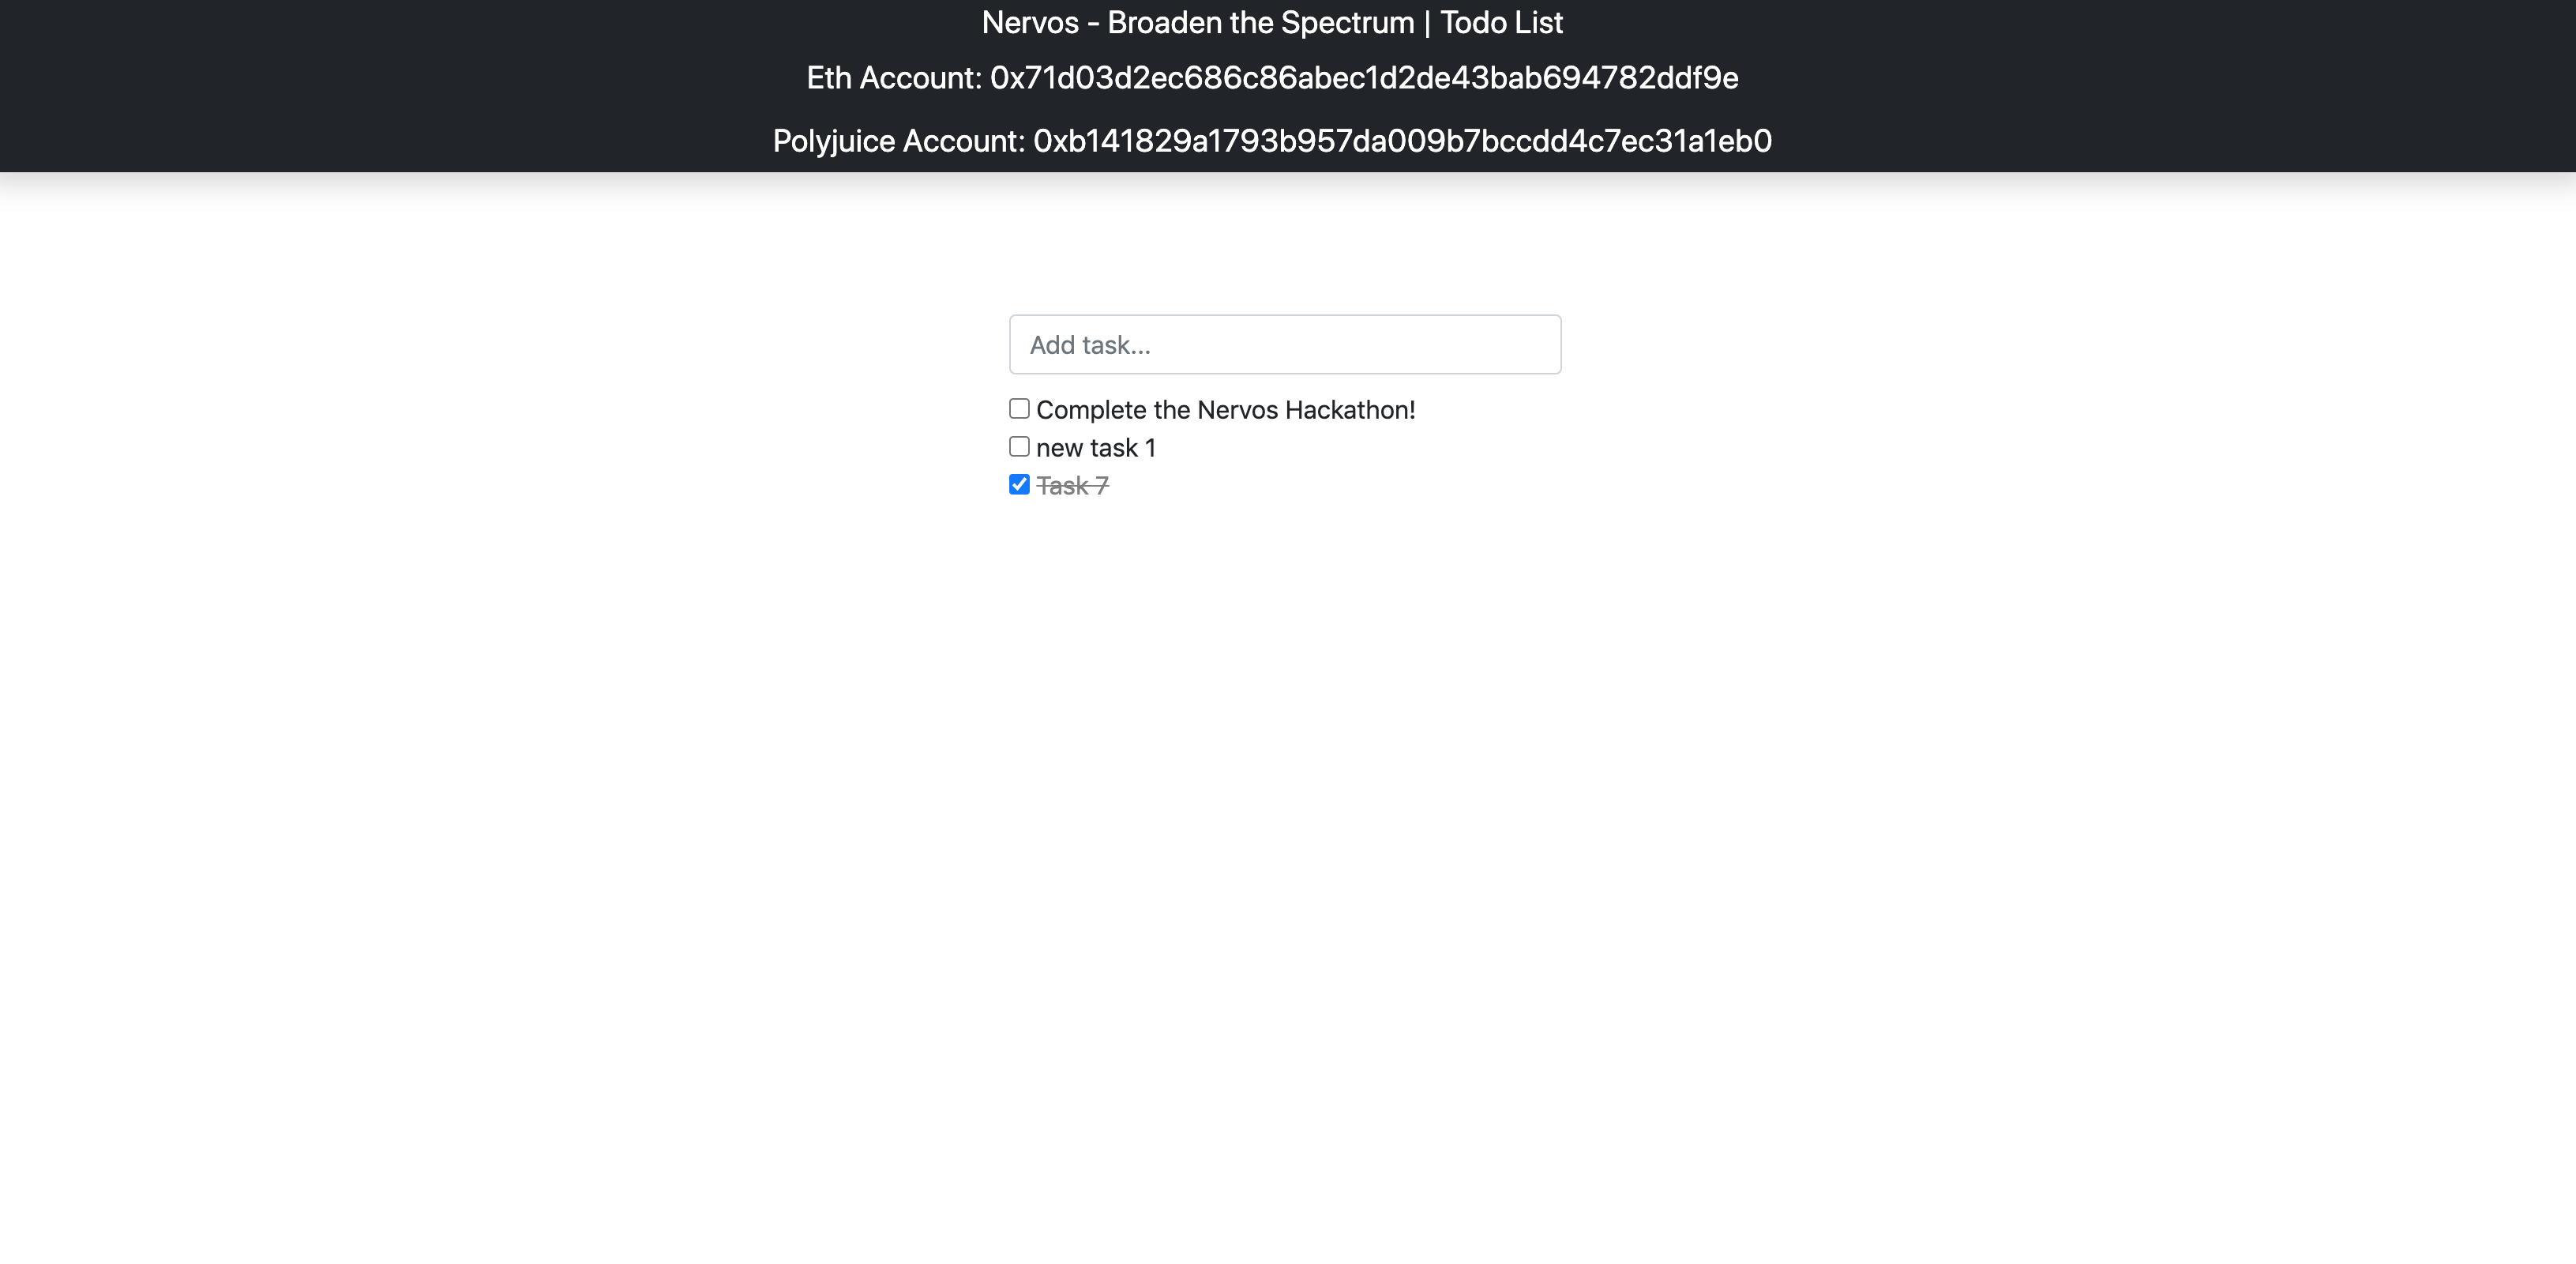 Nervos - Broaden the Spectrum | Todo List
Eth Account: 0x71d03d2ec686c86abec1d2de43bab694782ddf9e
Polyjuice Account: 0xb141829a1793b957da009b7bccdd4c7ec31a1eb0
Add task...
Complete the Nervos Hackathon!
new task 1
Task 7